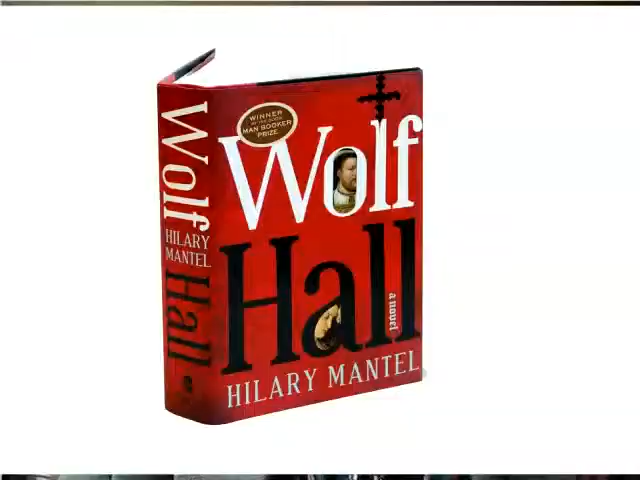 Wolf
HILARY
MANTEL
Hall
WINNER
MAN BOOKER
PRIZE
Wolf
Hall
a novel
HILARY MANTEL